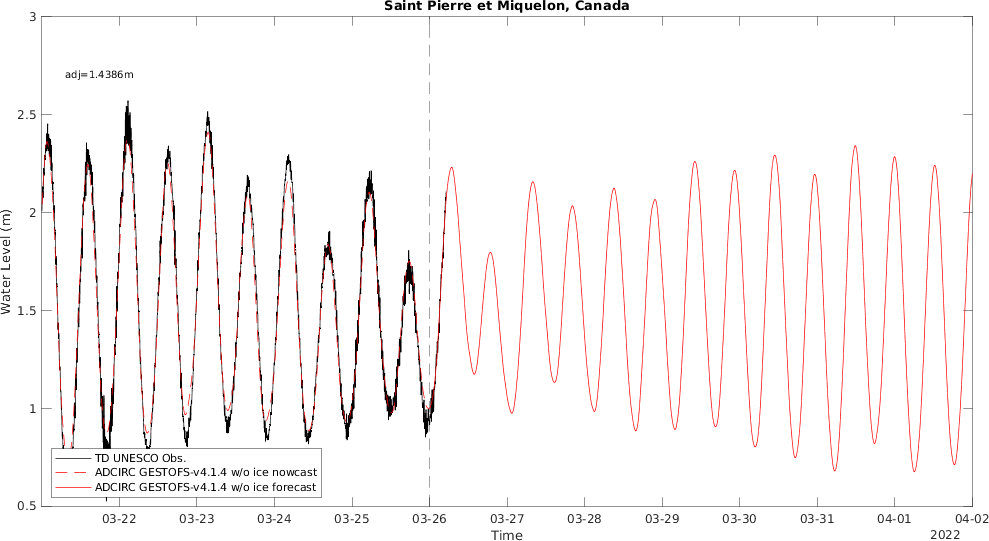 Saint Pierre et Miquelon, Canada
3
adj=1.4386m
2.5
2
Water Level (m)
1.5
1
TD UNESCO Obs.
ADCIRC GESTOFS-v4.1.4 w/o ice nowcast
ADCIRC GESTOFS-v4.1.4 w/o ice forecast
0.5
03-22 03-23 03-24 03-25 03-26 03-27 03-28 03-29 03-30 03-31 04-01 04-02
Time
2022